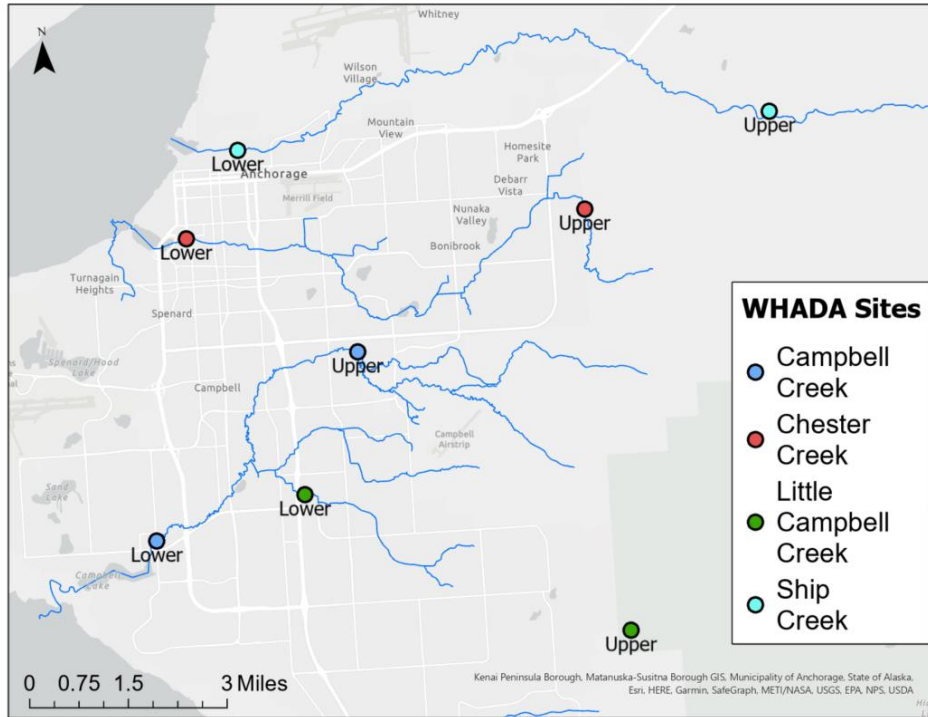 Whitney
N
Wilson
Village
Mountain
View
Upper
Homesite
Park
Lower
Anchorage
Debarr
Vista
Merrill Field
Nunaka
Valley
Upper
Bonibrook
Lower
Turnagain
Heights
Spenard
WHADA Sites
Campbell
Creek
Chester
Creek
Little
Campbell
Creek
Ship
Creek
Upper
Spenard/Hood
Lake
Campbell
Campbell
Airstrip
Sand
Lake
Lower
Lower
Campbell
Lake
Upper
0 0.75 1.5 3 Miles
Kenai Peninsula Borough, Matanuska-Susitna Borough GIS, Municipality of Anchorage, State of Alaska,
Esri, HERE, Garmin, SafeGraph, METI/NASA, USGS, EPA, NPS, USDA